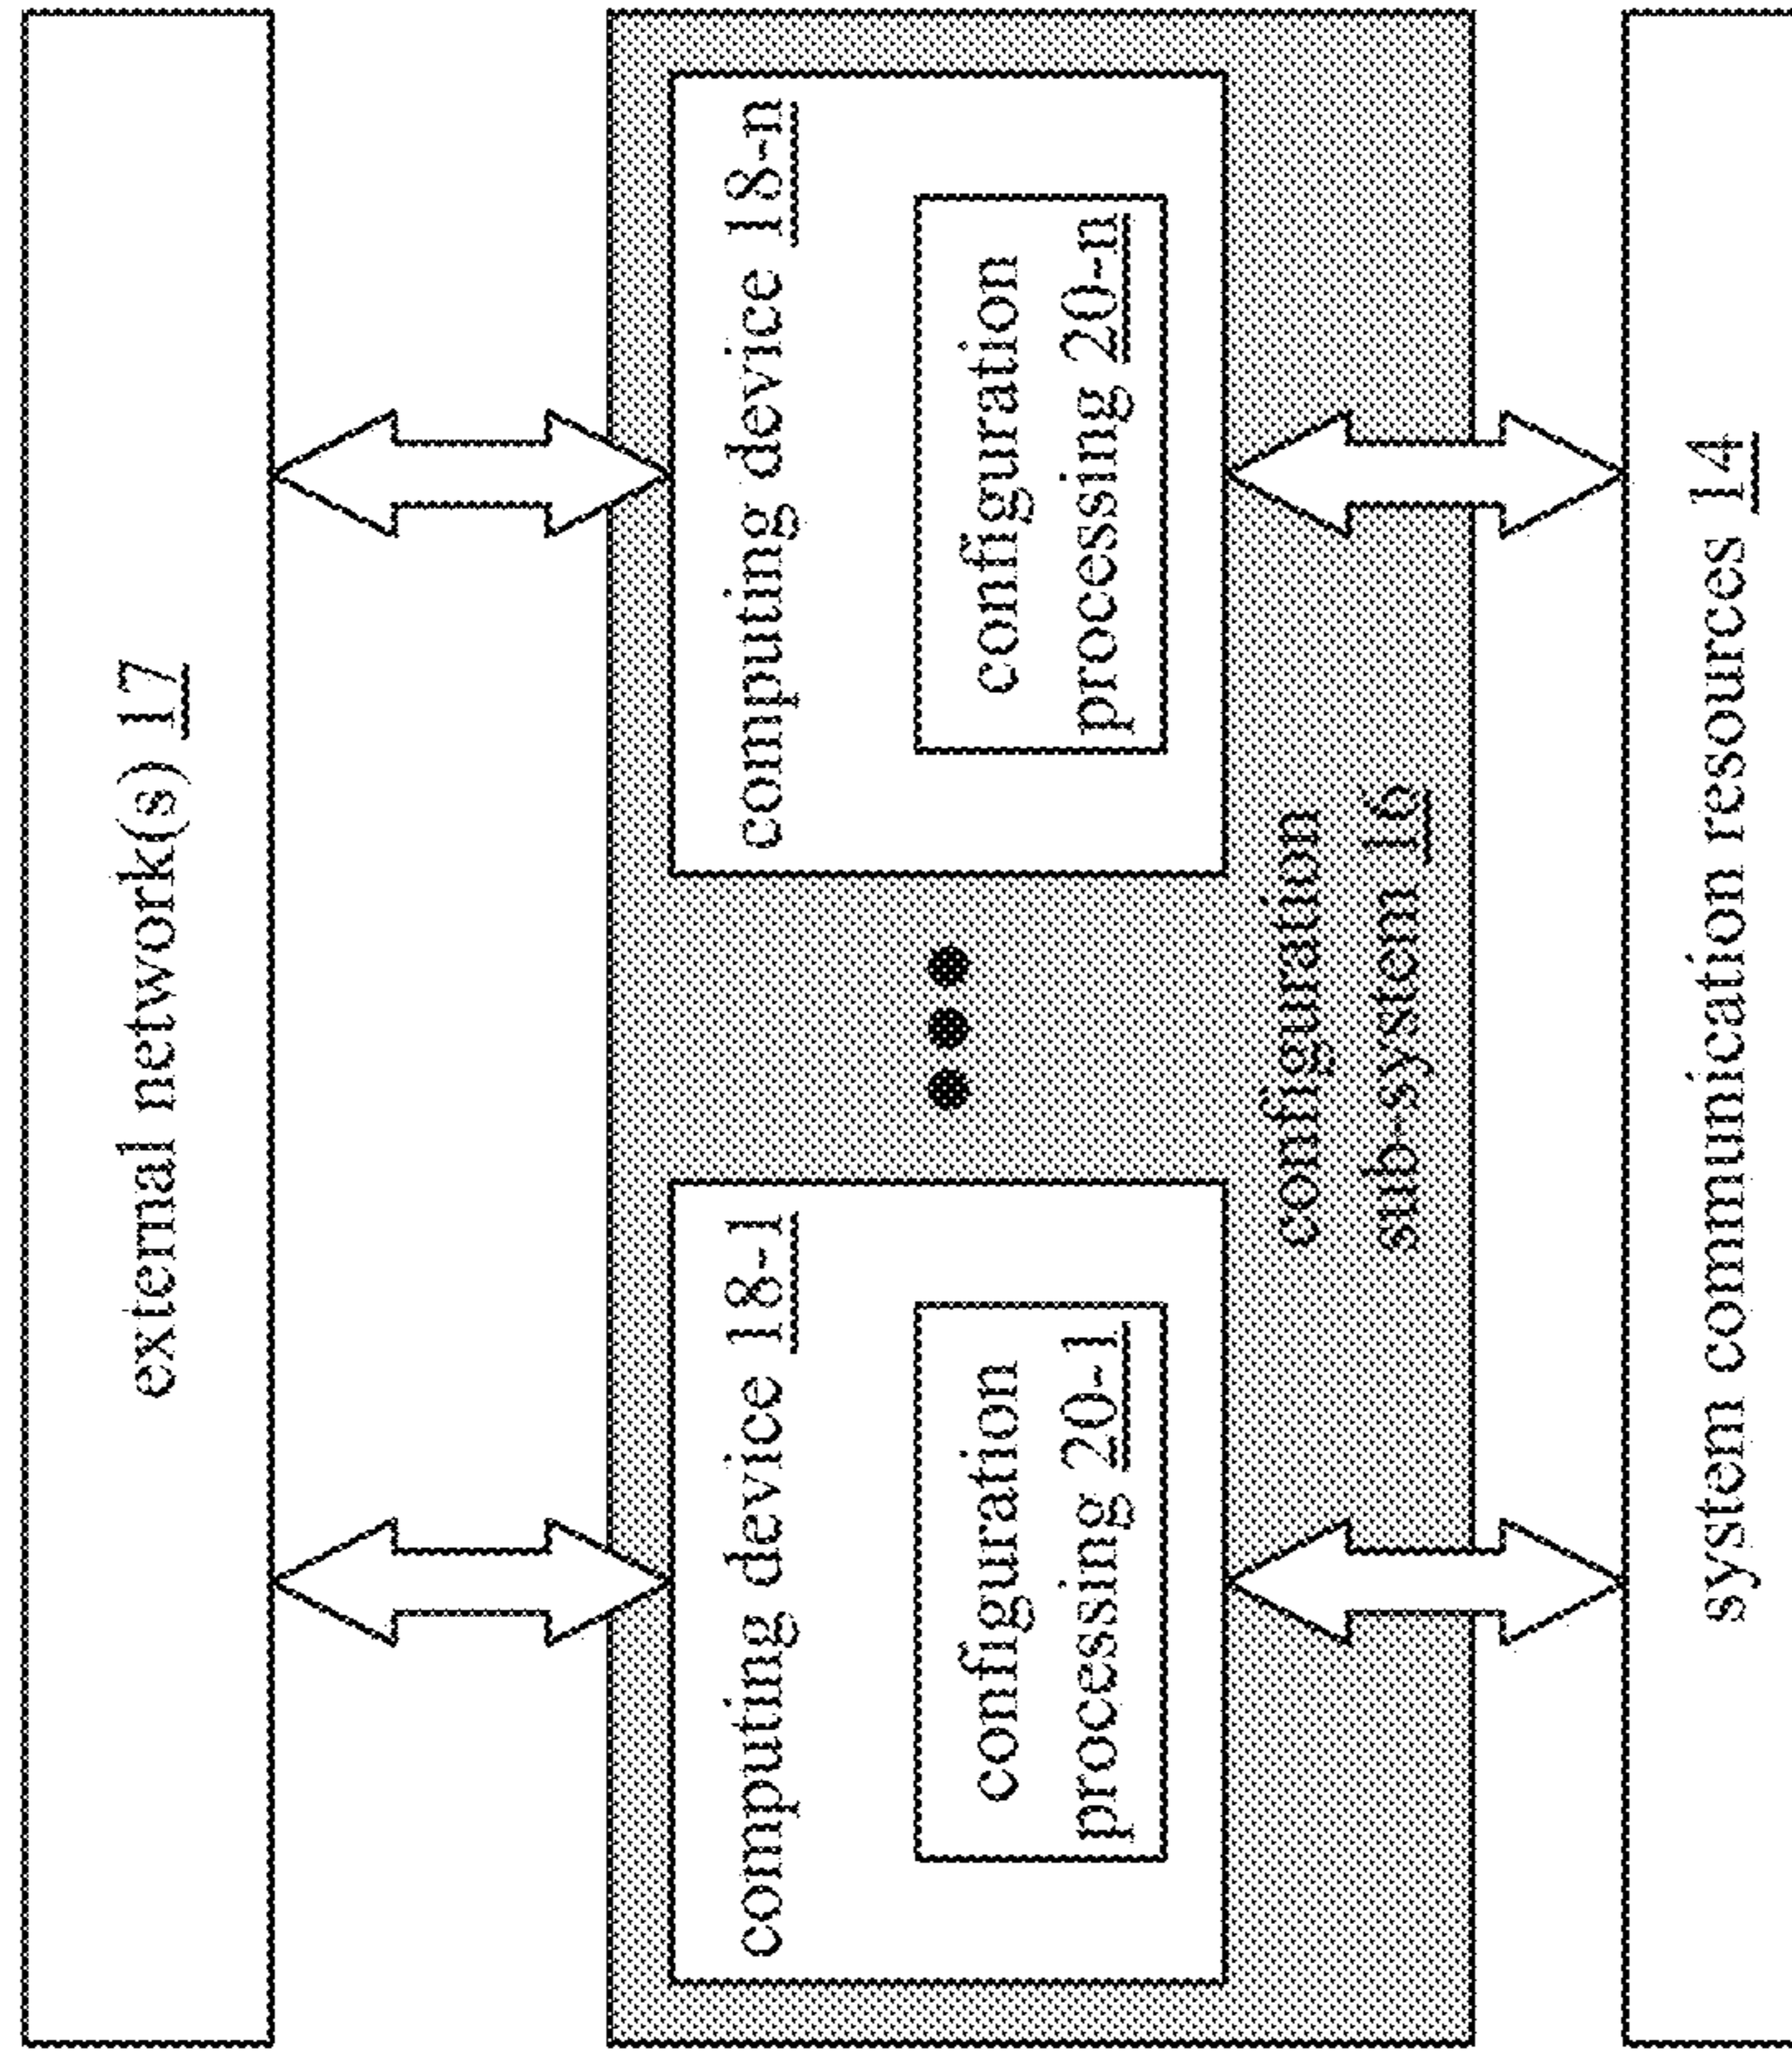 external network(s) 17
computing device 18-1
configuration
processing 20-1
computing device 18-n
configuration
processing 20-n
configuration
sub-system 16
system communication resources 14